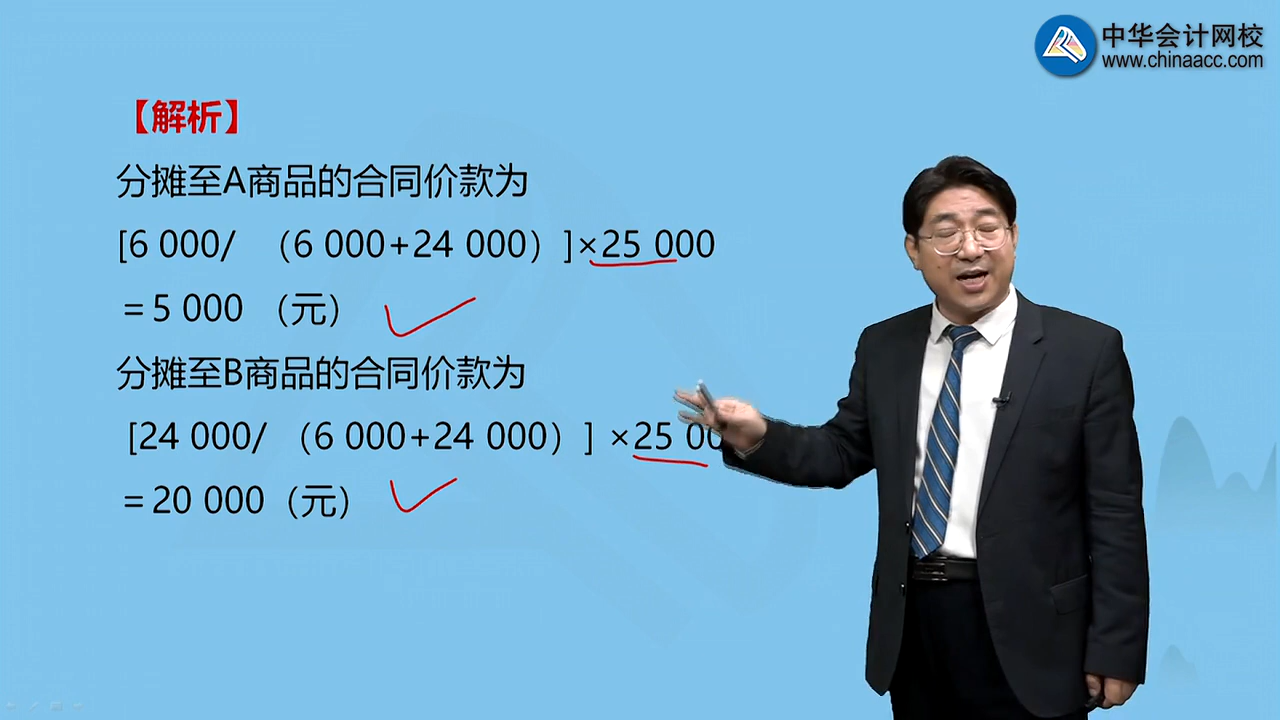 中华会计网校
www.chinaacc.com
【解析】
分摊至A商品的合同价款为
[6 000/ （6 000+24 000）]×25 000
＝5 000 （元）
分摊至B商品的合同价款为
[24 000/ （6 000+24 000）] ×25 00
＝20 000（元）